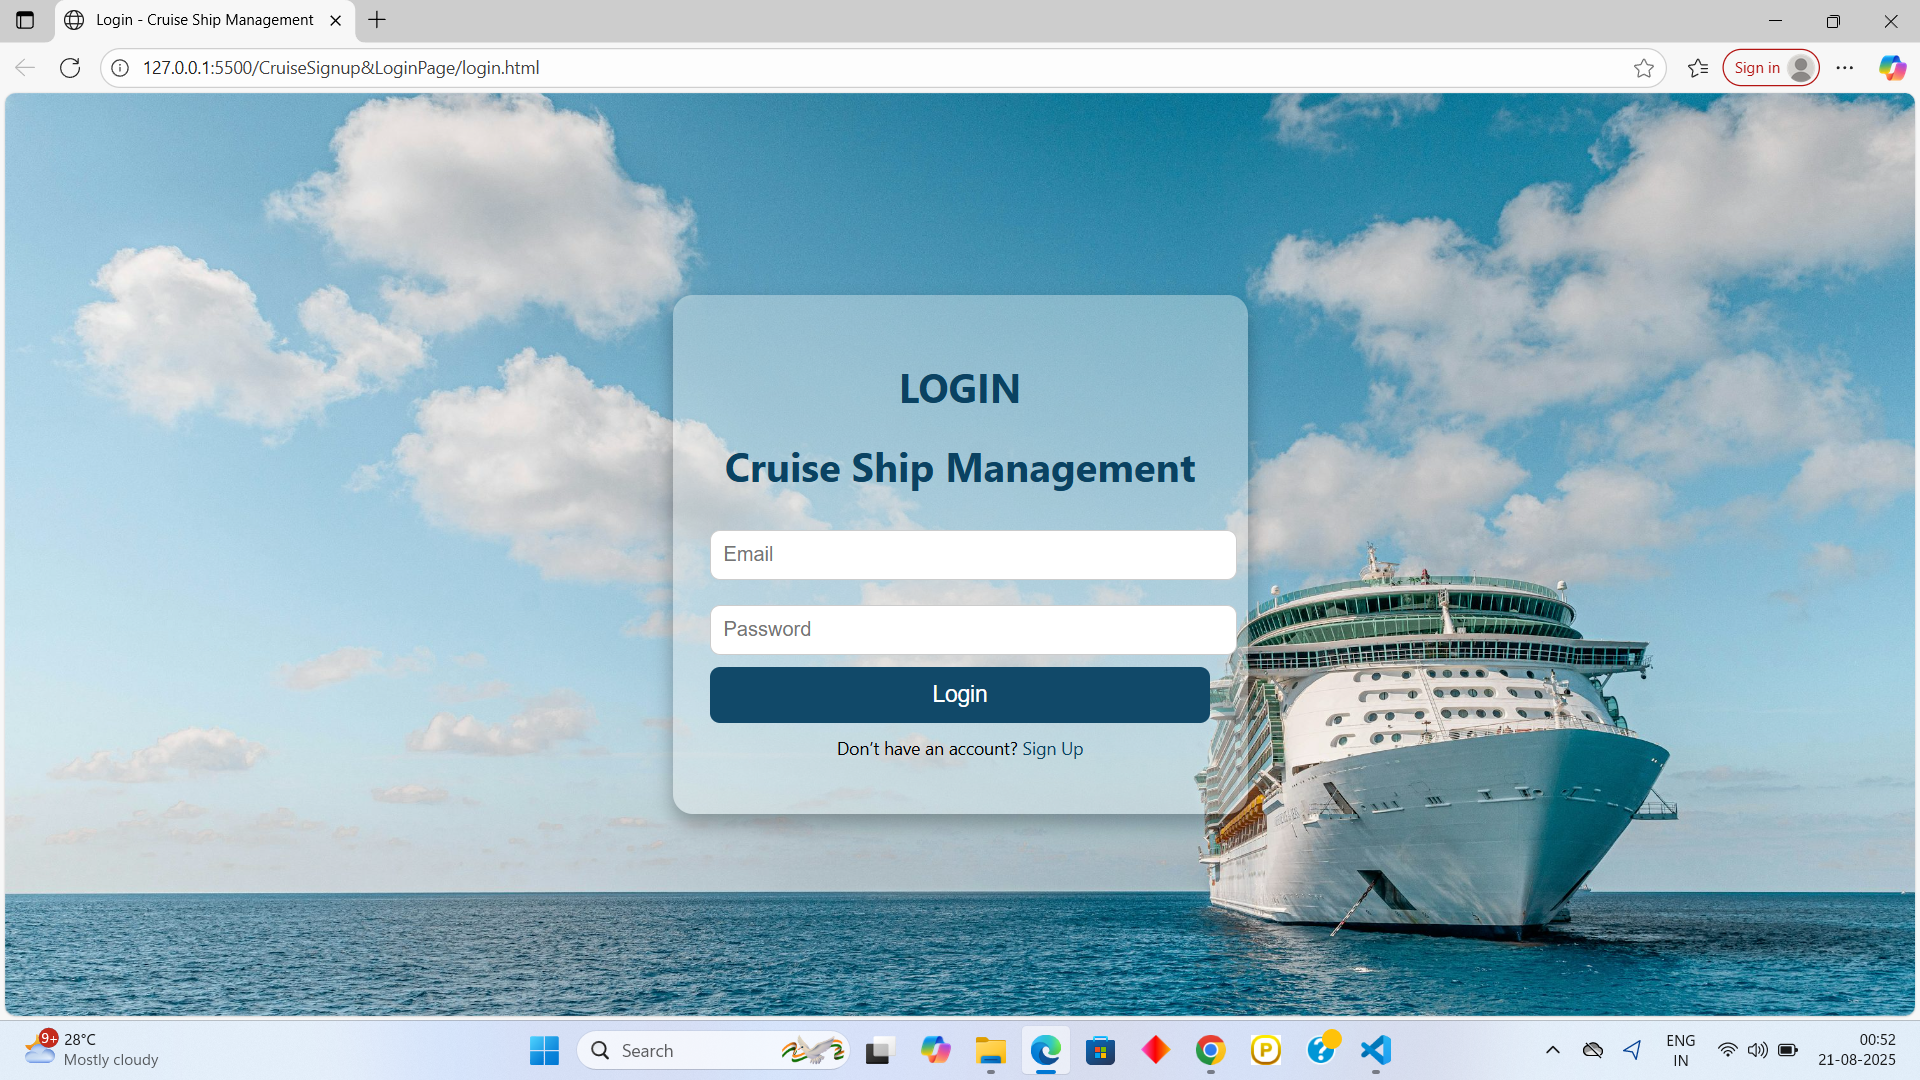 Login - Cruise Ship Management
127.0.0.1:5500/CruiseSignup&LoginPage/login.html
Sign in
LOGIN
Cruise Ship Management
Email
Password
Login
Don't have an account? Sign Up
9+
28°C
Mostly cloudy
Search
P
?
ENG
IN
00:52
21-08-2025